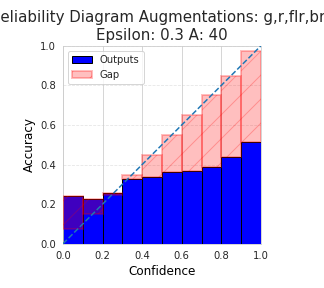 eliability Diagram Augmentations: g,r,flr,br
Epsilon: 0.3 A: 40
1.0
0.8
0.6
0.4
0.2
0.0
Accuracy
Outputs
Gap
0.0 0.2 0.4 0.6 0.8 1.0
Confidence